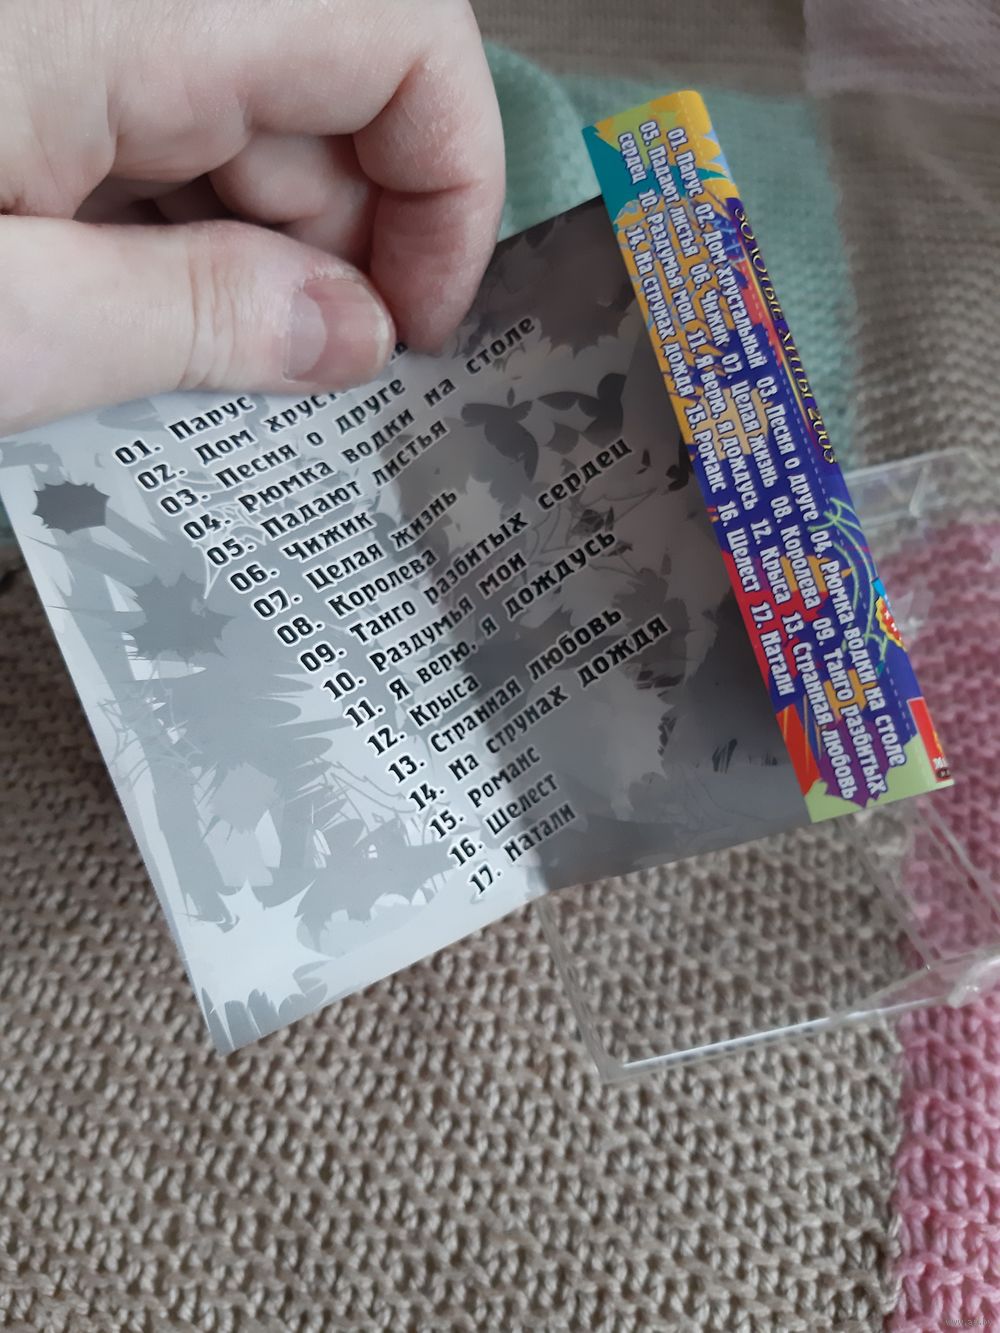 01. Парус
02. Дом хруст
03. Песня о друге
04. Рюмка водки на столе
05. Падают листья
06. Чижик
07. Целая жизнь
08. Королева
09. Танго разбитых сердец
10. Раздумья мои
11. Я верю, я дождусь
12. Крыса
13. Странная любовь
14. На струнах дождя
15. Романс
16. Шелест
17. Натали
ЗОЛОТЫЕ ХИТЫ 2003
01. Парус 02. Дом хрустальный 03. Песня о друге 04. Рюмка водки на столе
05. Падают листья 06. Чижик 07. Целая жизнь 08. Королева 09. Танго разбитых
сердец 10. Раздумья мои 11. Я верю, я дождусь 12. Крыса 13. Странная любовь
14. На струнах дождя 15. Романс 16. Шелест 17. Натали